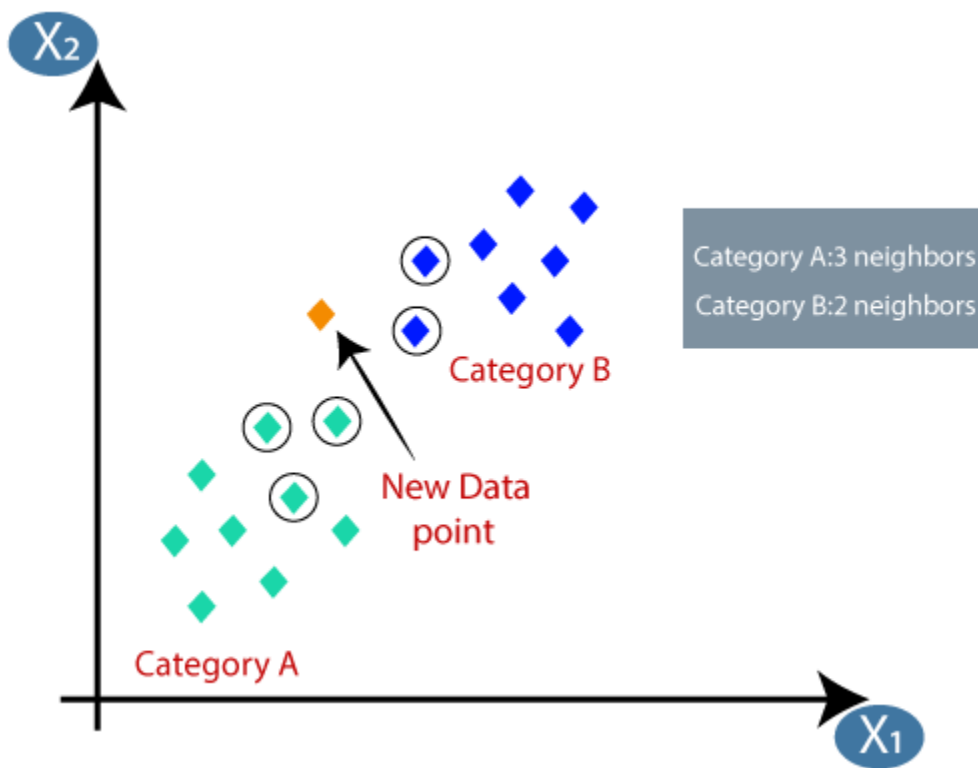 X2
Category A:3 neighbors
Category B:2 neighbors
Category B
New Data
point
Category A
X1